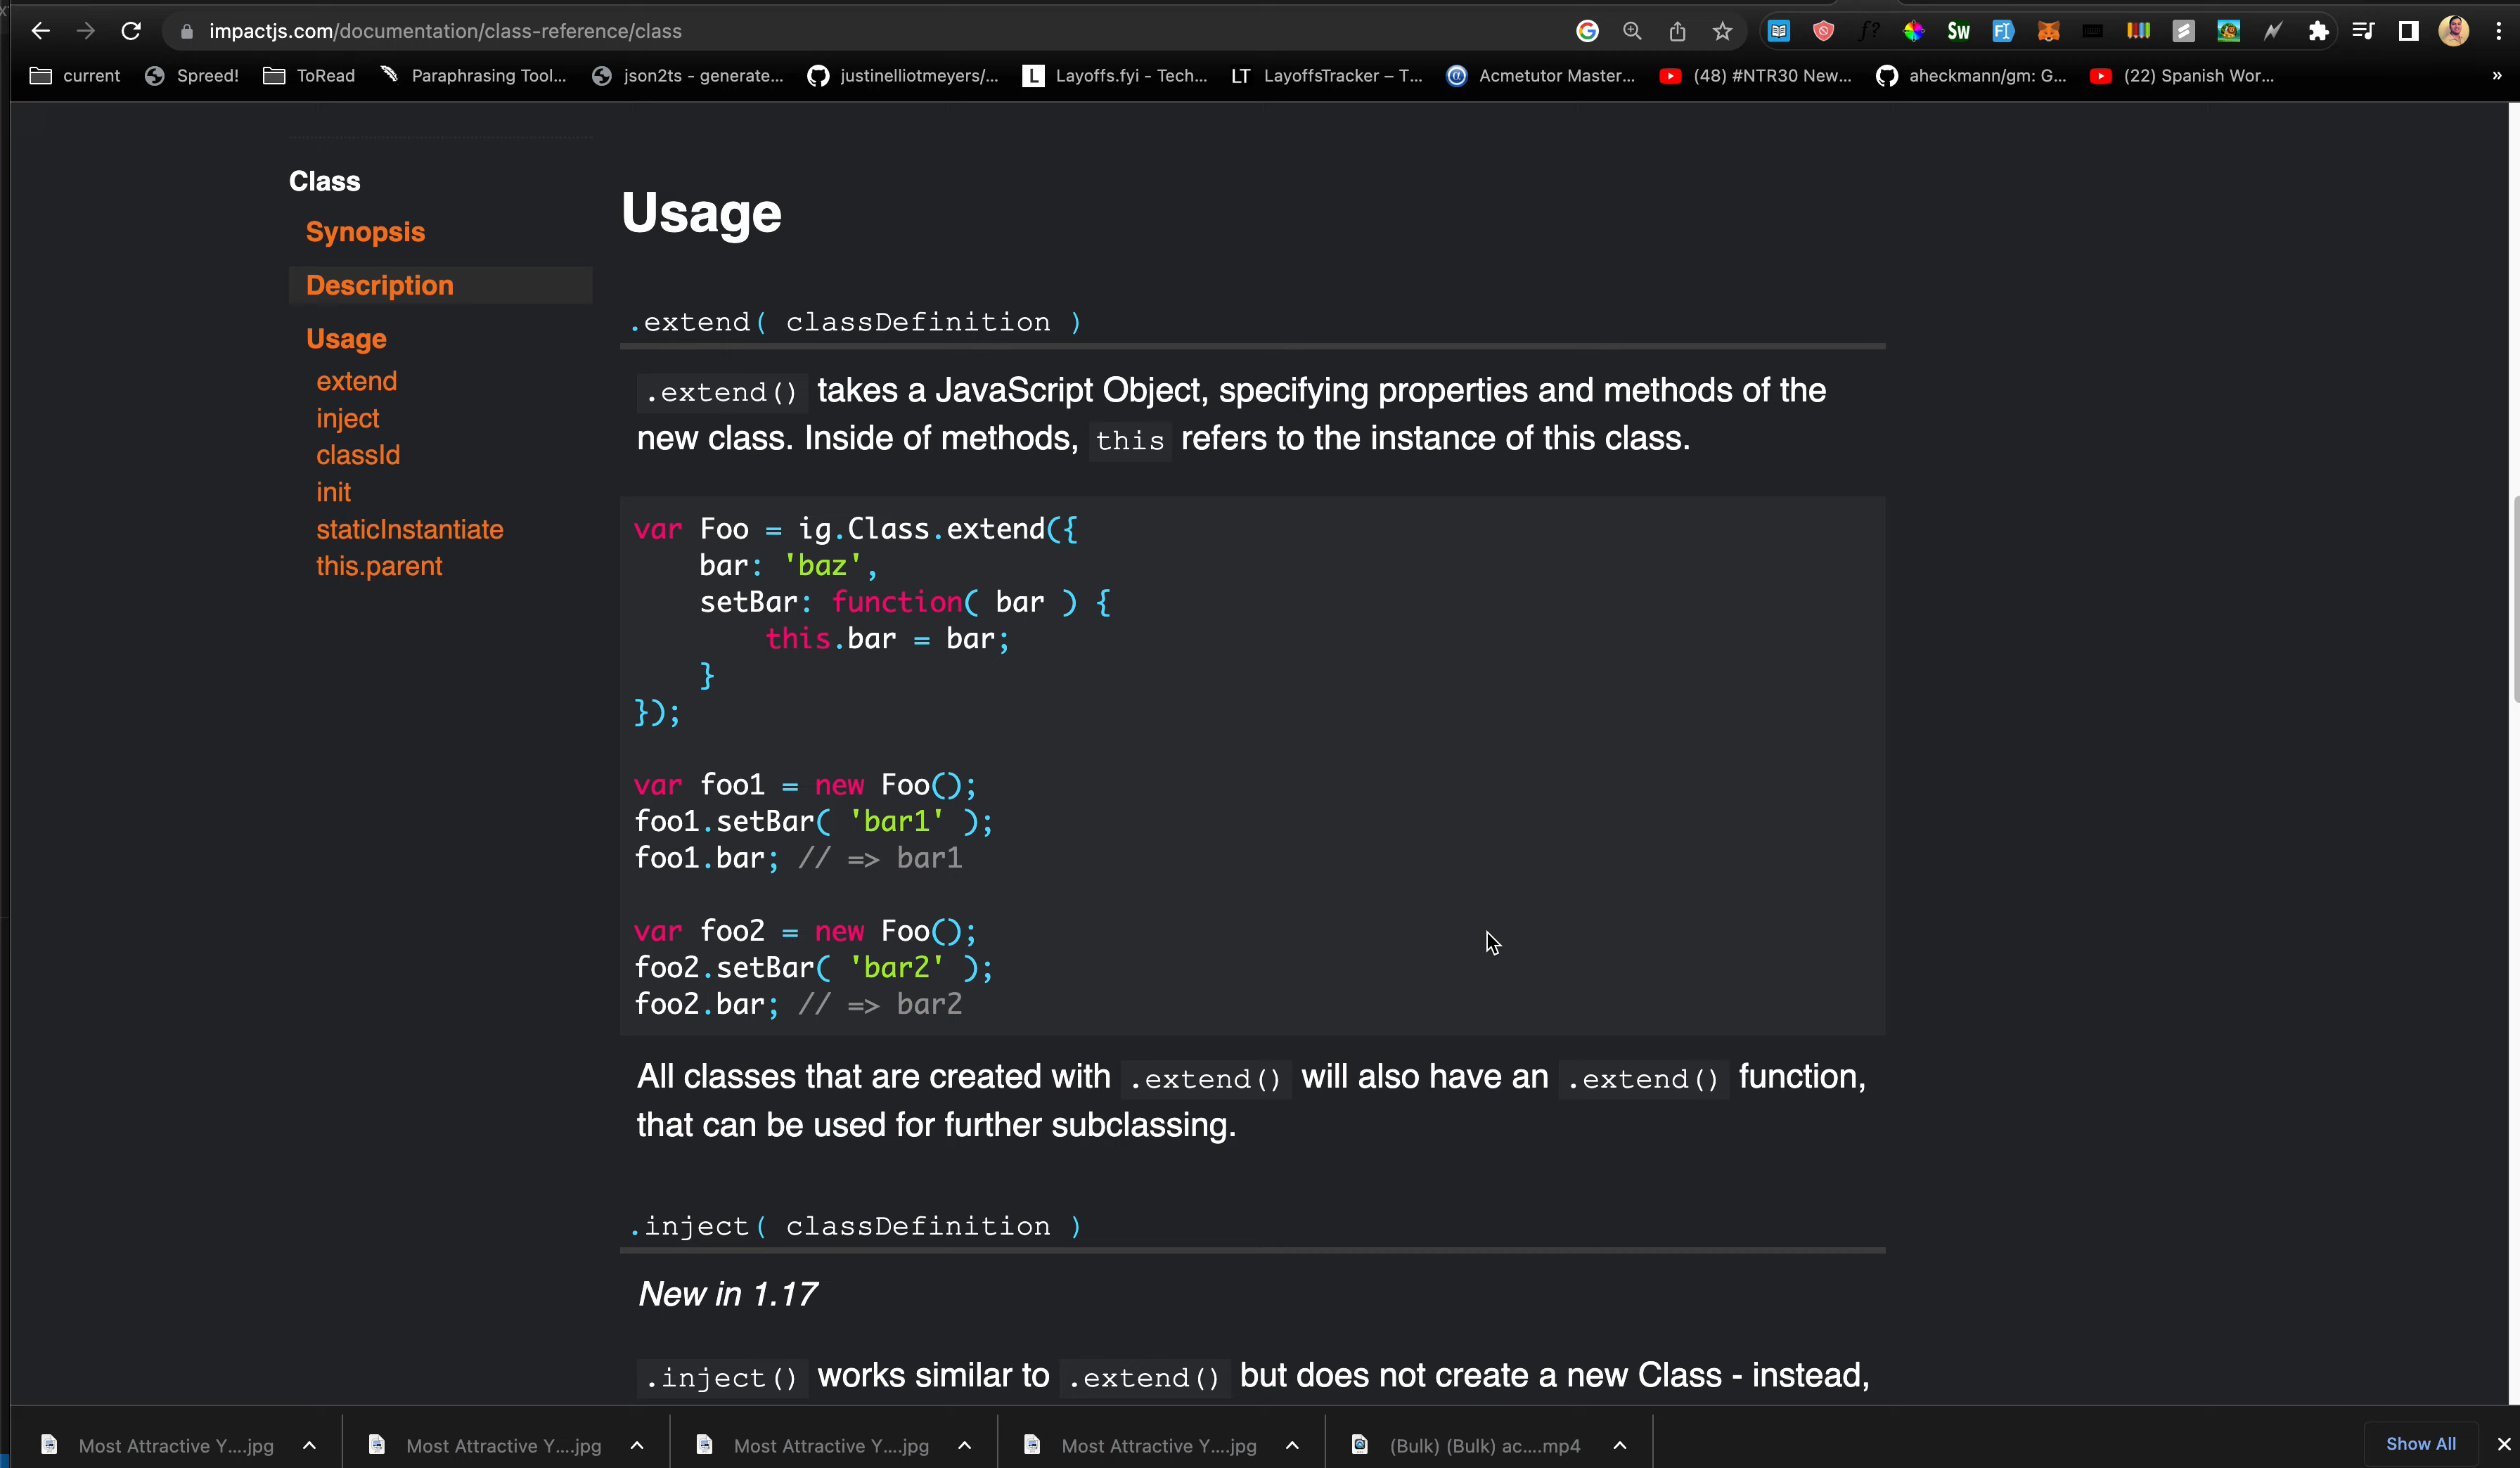 impactjs.com/documentation/class-reference/class
current
Spreed!
ToRead
Paraphrasing Tool...
json2ts - generate...
justinelliotmeyers/...
L Layoffs.fyi - Tech...
LT LayoffsTracker – T...
Acmetutor Master...
(48) #NTR30 New...
aheckmann/gm: G...
(22) Spanish Wor...
»
Class
Synopsis
Description
Usage
extend
inject
classId
init
staticInstantiate
this.parent
Usage
.extend( classDefinition )
.extend() takes a JavaScript Object, specifying properties and methods of the
new class. Inside of methods, this refers to the instance of this class.
var Foo = ig.Class.extend({
    bar: 'baz',
    setBar: function( bar ) {
        this.bar = bar;
    }
});
var foo1 = new Foo();
foo1.setBar( 'bar1' );
foo1.bar; // => bar1
var foo2 = new Foo();
foo2.setBar( 'bar2' );
foo2.bar; // => bar2
All classes that are created with .extend() will also have an .extend() function,
that can be used for further subclassing.
.inject( classDefinition )
New in 1.17
.inject() works similar to .extend() but does not create a new Class - instead,
Most Attractive Y....jpg
Most Attractive Y....jpg
Most Attractive Y....jpg
Most Attractive Y....jpg
(Bulk) (Bulk) ac....mp4
Show All